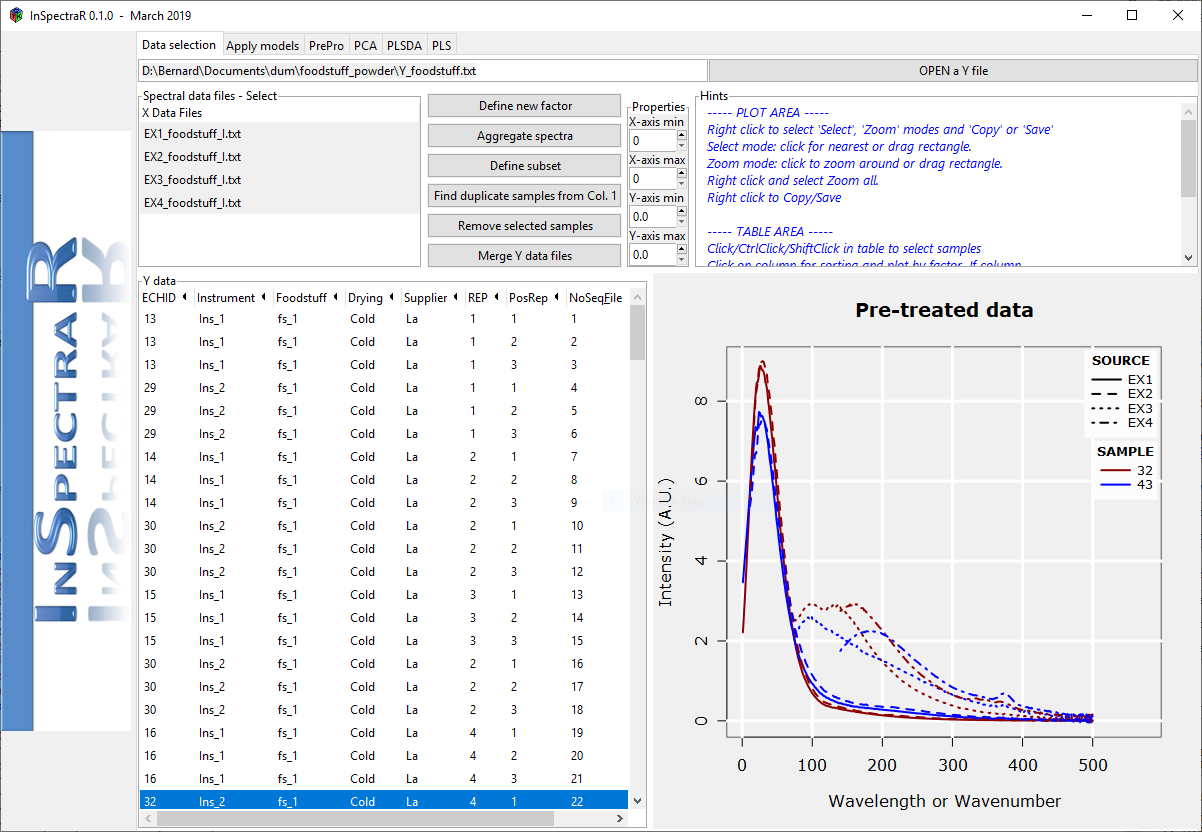 InSpectraR 0.1.0 - March 2019
Data selection Apply models PrePro PCA PLSDA PLS
D:\Bernard\Documents\dum\foodstuff_powder\Y_foodstuff.txt
OPEN a Y file
Spectral data files - Select
X Data Files
EX1_foodstuff_I.txt
EX2_foodstuff_I.txt
EX3_foodstuff_I.txt
EX4_foodstuff_I.txt
Define new factor
Aggregate spectra
Define subset
Find duplicate samples from Col. 1
Remove selected samples
Merge Y data files
Properties
X-axis min
0
X-axis max
0
Y-axis min
0.0
Y-axis max
0.0
Hints
----- PLOT AREA -----
Right click to select 'Select', 'Zoom' modes and 'Copy' or 'Save'
Select mode: click for nearest or drag rectangle.
Zoom mode: click to zoom around or drag rectangle.
Right click and select Zoom all.
Right click to Copy/Save
----- TABLE AREA -----
Click/CtrlClick/ShiftClick in table to select samples
Click on column for sorting and plot by factor. If column
INSPECTRAR
Y data
ECHID Instrument Foodstuff Drying Supplier REP PosRep NoSeqFile
13 Ins_1 fs_1 Cold La 1 1 1
13 Ins_1 fs_1 Cold La 1 2 2
13 Ins_1 fs_1 Cold La 1 3 3
29 Ins_2 fs_1 Cold La 1 1 4
29 Ins_2 fs_1 Cold La 1 2 5
29 Ins_2 fs_1 Cold La 1 3 6
14 Ins_1 fs_1 Cold La 2 1 7
14 Ins_1 fs_1 Cold La 2 2 8
14 Ins_1 fs_1 Cold La 2 3 9
30 Ins_2 fs_1 Cold La 2 1 10
30 Ins_2 fs_1 Cold La 2 2 11
30 Ins_2 fs_1 Cold La 2 3 12
15 Ins_1 fs_1 Cold La 3 1 13
15 Ins_1 fs_1 Cold La 3 2 14
15 Ins_1 fs_1 Cold La 3 3 15
30 Ins_2 fs_1 Cold La 2 1 16
30 Ins_2 fs_1 Cold La 2 2 17
30 Ins_2 fs_1 Cold La 2 3 18
16 Ins_1 fs_1 Cold La 4 1 19
16 Ins_1 fs_1 Cold La 4 2 20
16 Ins_1 fs_1 Cold La 4 3 21
32 Ins_2 fs_1 Cold La 4 1 22
Pre-treated data
SOURCE
EX1
EX2
EX3
EX4
SAMPLE
32
43
Intensity (A.U.)
8
6
4
2
0
0 100 200 300 400 500
Wavelength or Wavenumber